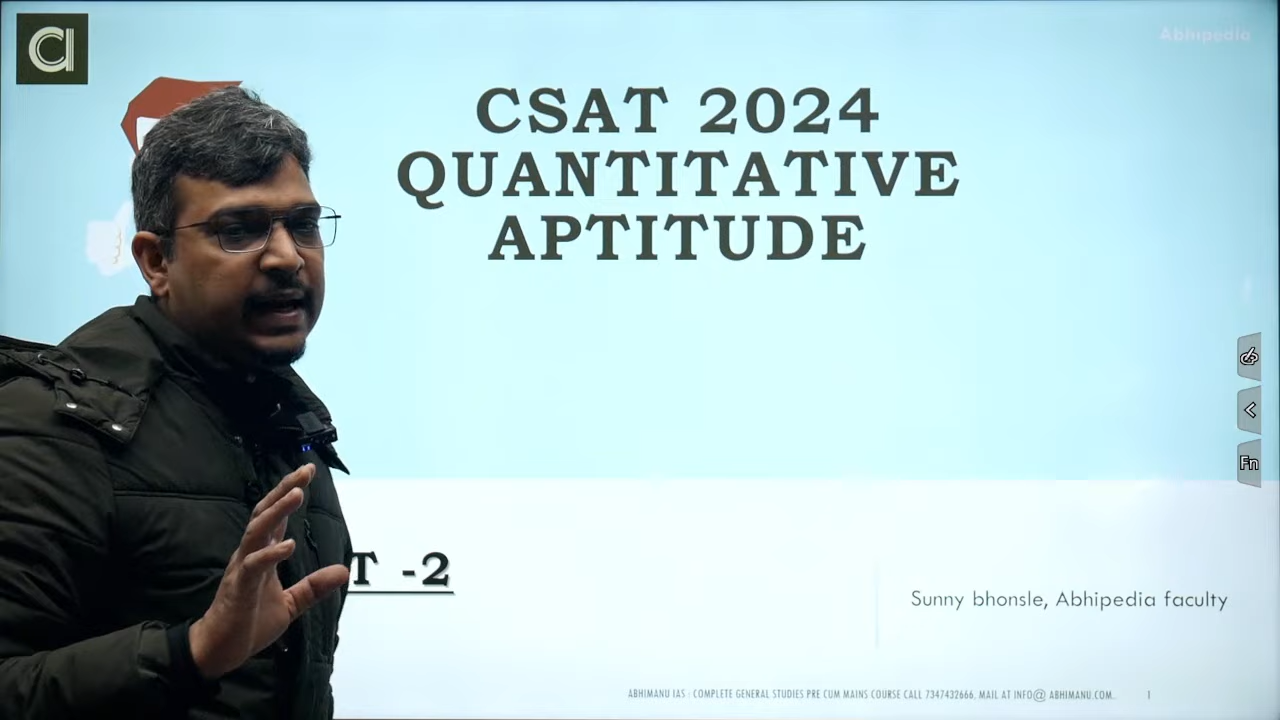 Abhipedia
CSAT 2024
QUANTITATIVE
APTITUDE
Fn
T -2
Sunny bhonsle, Abhipedia faculty
ABHIMANU IAS : COMPLETE GENERAL STUDIES PRE CUM MAINS COURSE CALL 7347432666, MAIL AT INFO@ ABHIMANU.COM. 1